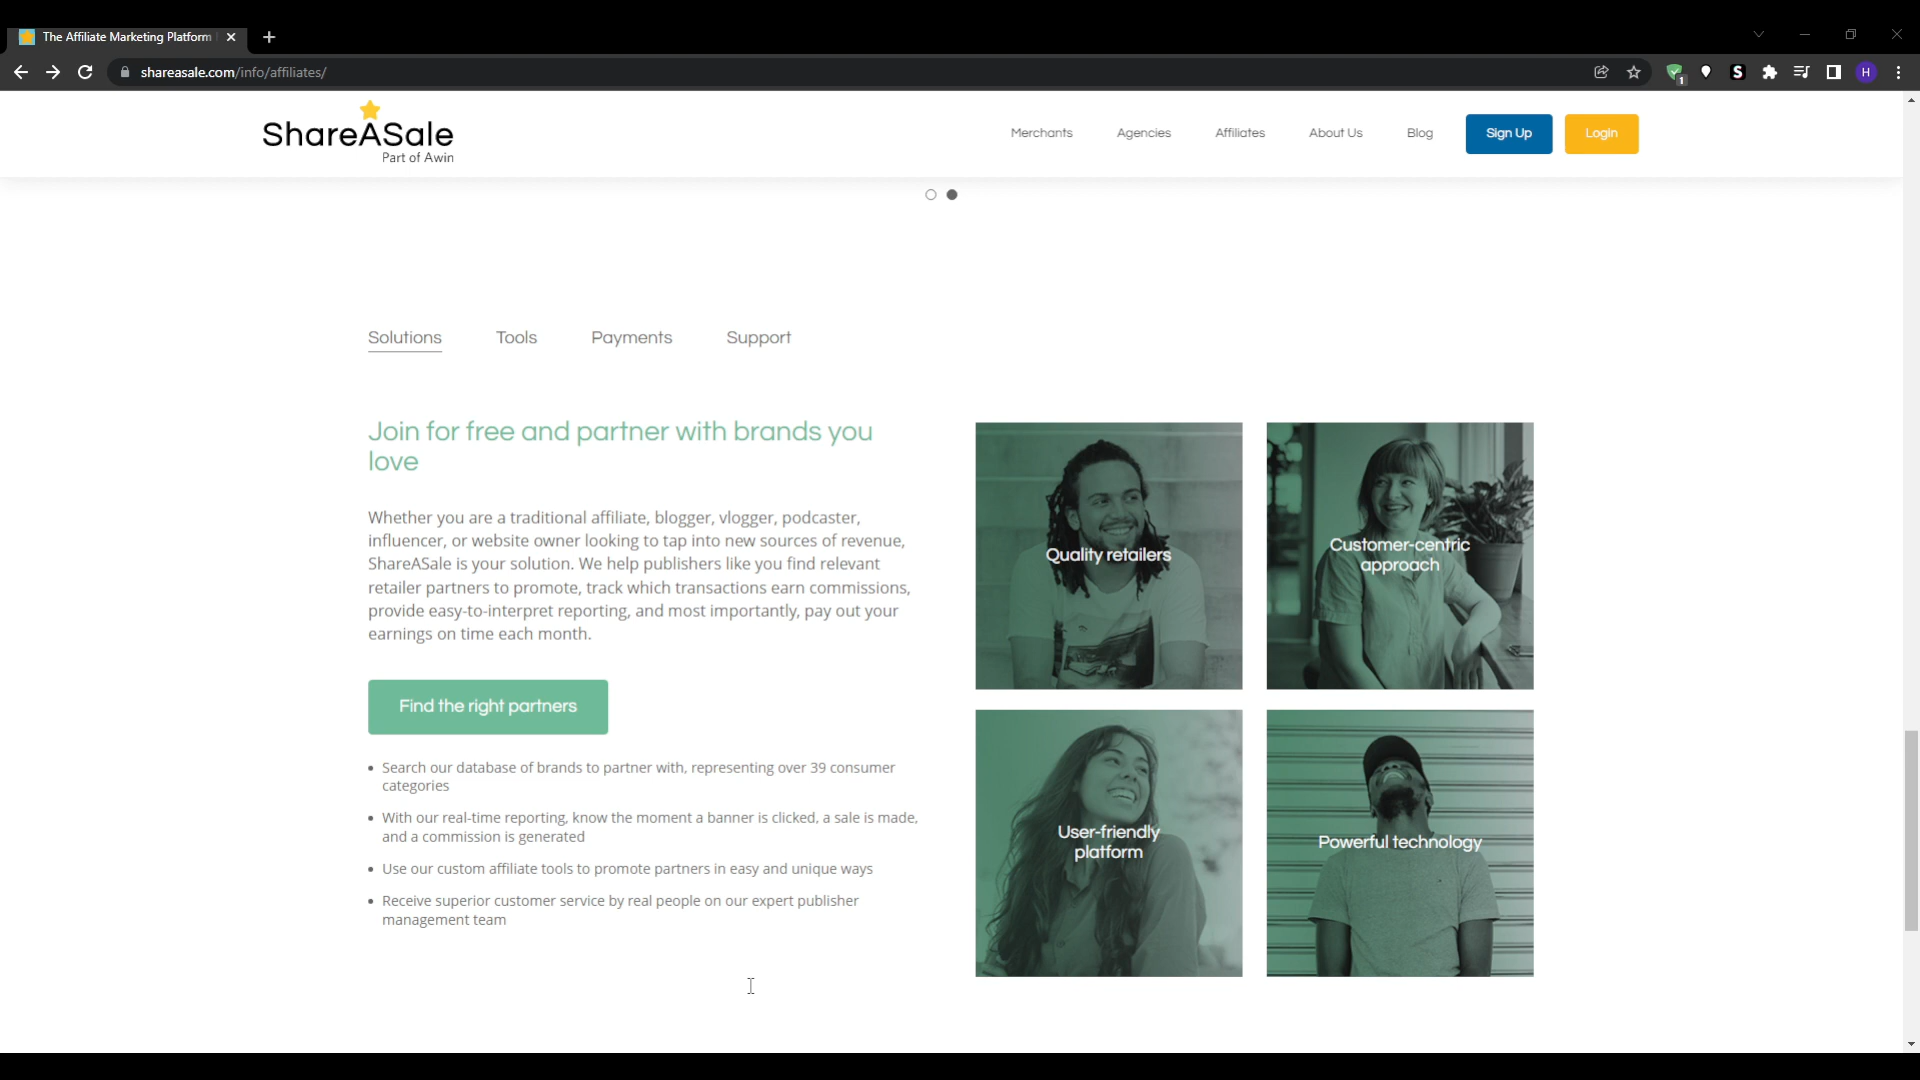 The Affiliate Marketing Platform
shareasale.com/info/affiliates/
1
S
H
ShareASale
Part of Awin
Merchants
Agencies
Affiliates
About Us
Blog
Sign Up
Login
Solutions
Tools
Payments
Support
Join for free and partner with brands you
love
Whether you are a traditional affiliate, blogger, vlogger, podcaster,
influencer, or website owner looking to tap into new sources of revenue,
ShareASale is your solution. We help publishers like you find relevant
retailer partners to promote, track which transactions earn commissions,
provide easy-to-interpret reporting, and most importantly, pay out your
earnings on time each month.
Find the right partners
• Search our database of brands to partner with, representing over 39 consumer
categories
• With our real-time reporting, know the moment a banner is clicked, a sale is made,
and a commission is generated
• Use our custom affiliate tools to promote partners in easy and unique ways
• Receive superior customer service by real people on our expert publisher
management team
Quality retailers
Customer-centric
approach
User-friendly
platform
Powerful technology